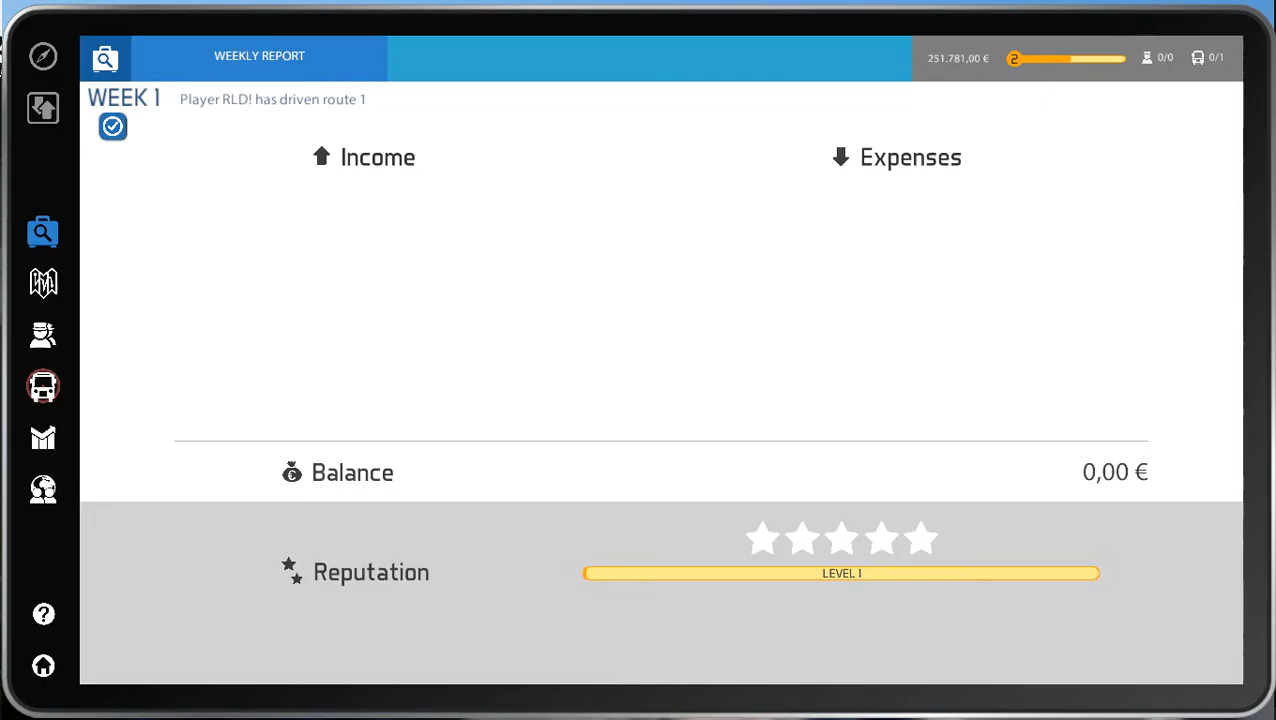 WEEKLY REPORT
251.781,00 €
2
0/0
0/1
WEEK 1
Player RLD! has driven route 1
Income
Expenses
Balance
0,00 €
Reputation
LEVEL 1
?